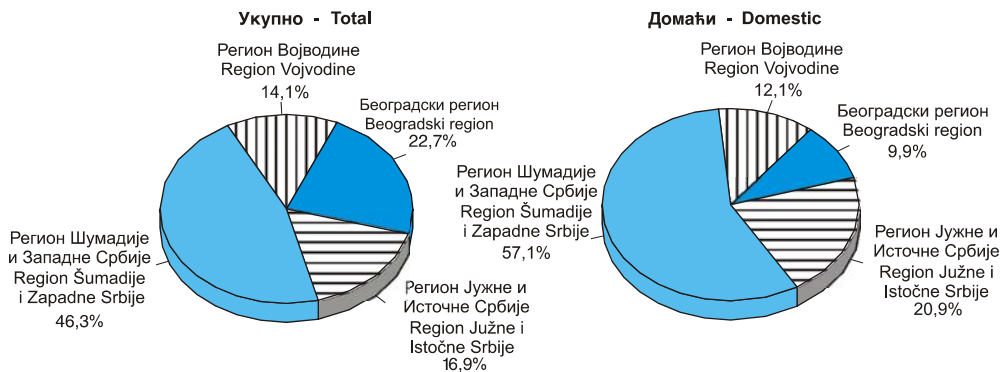 Укупно - Total
Регион Војводине
Region Vojvodine
14,1%
Београдски регион
Beogradski region
22,7%
Регион Шумадије
и Западне Србије
Region Šumadije
i Zapadne Srbije
46,3%
Регион Јужне и
Источне Србије
Region Južne i
Istočne Srbije
16,9%
Домаћи - Domestic
Регион Војводине
Region Vojvodine
12,1%
Београдски регион
Beogradski region
9,9%
Регион Шумадије
и Западне Србије
Region Šumadije
i Zapadne Srbije
57,1%
Регион Јужне и
Источне Србије
Region Južne i
Istočne Srbije
20,9%